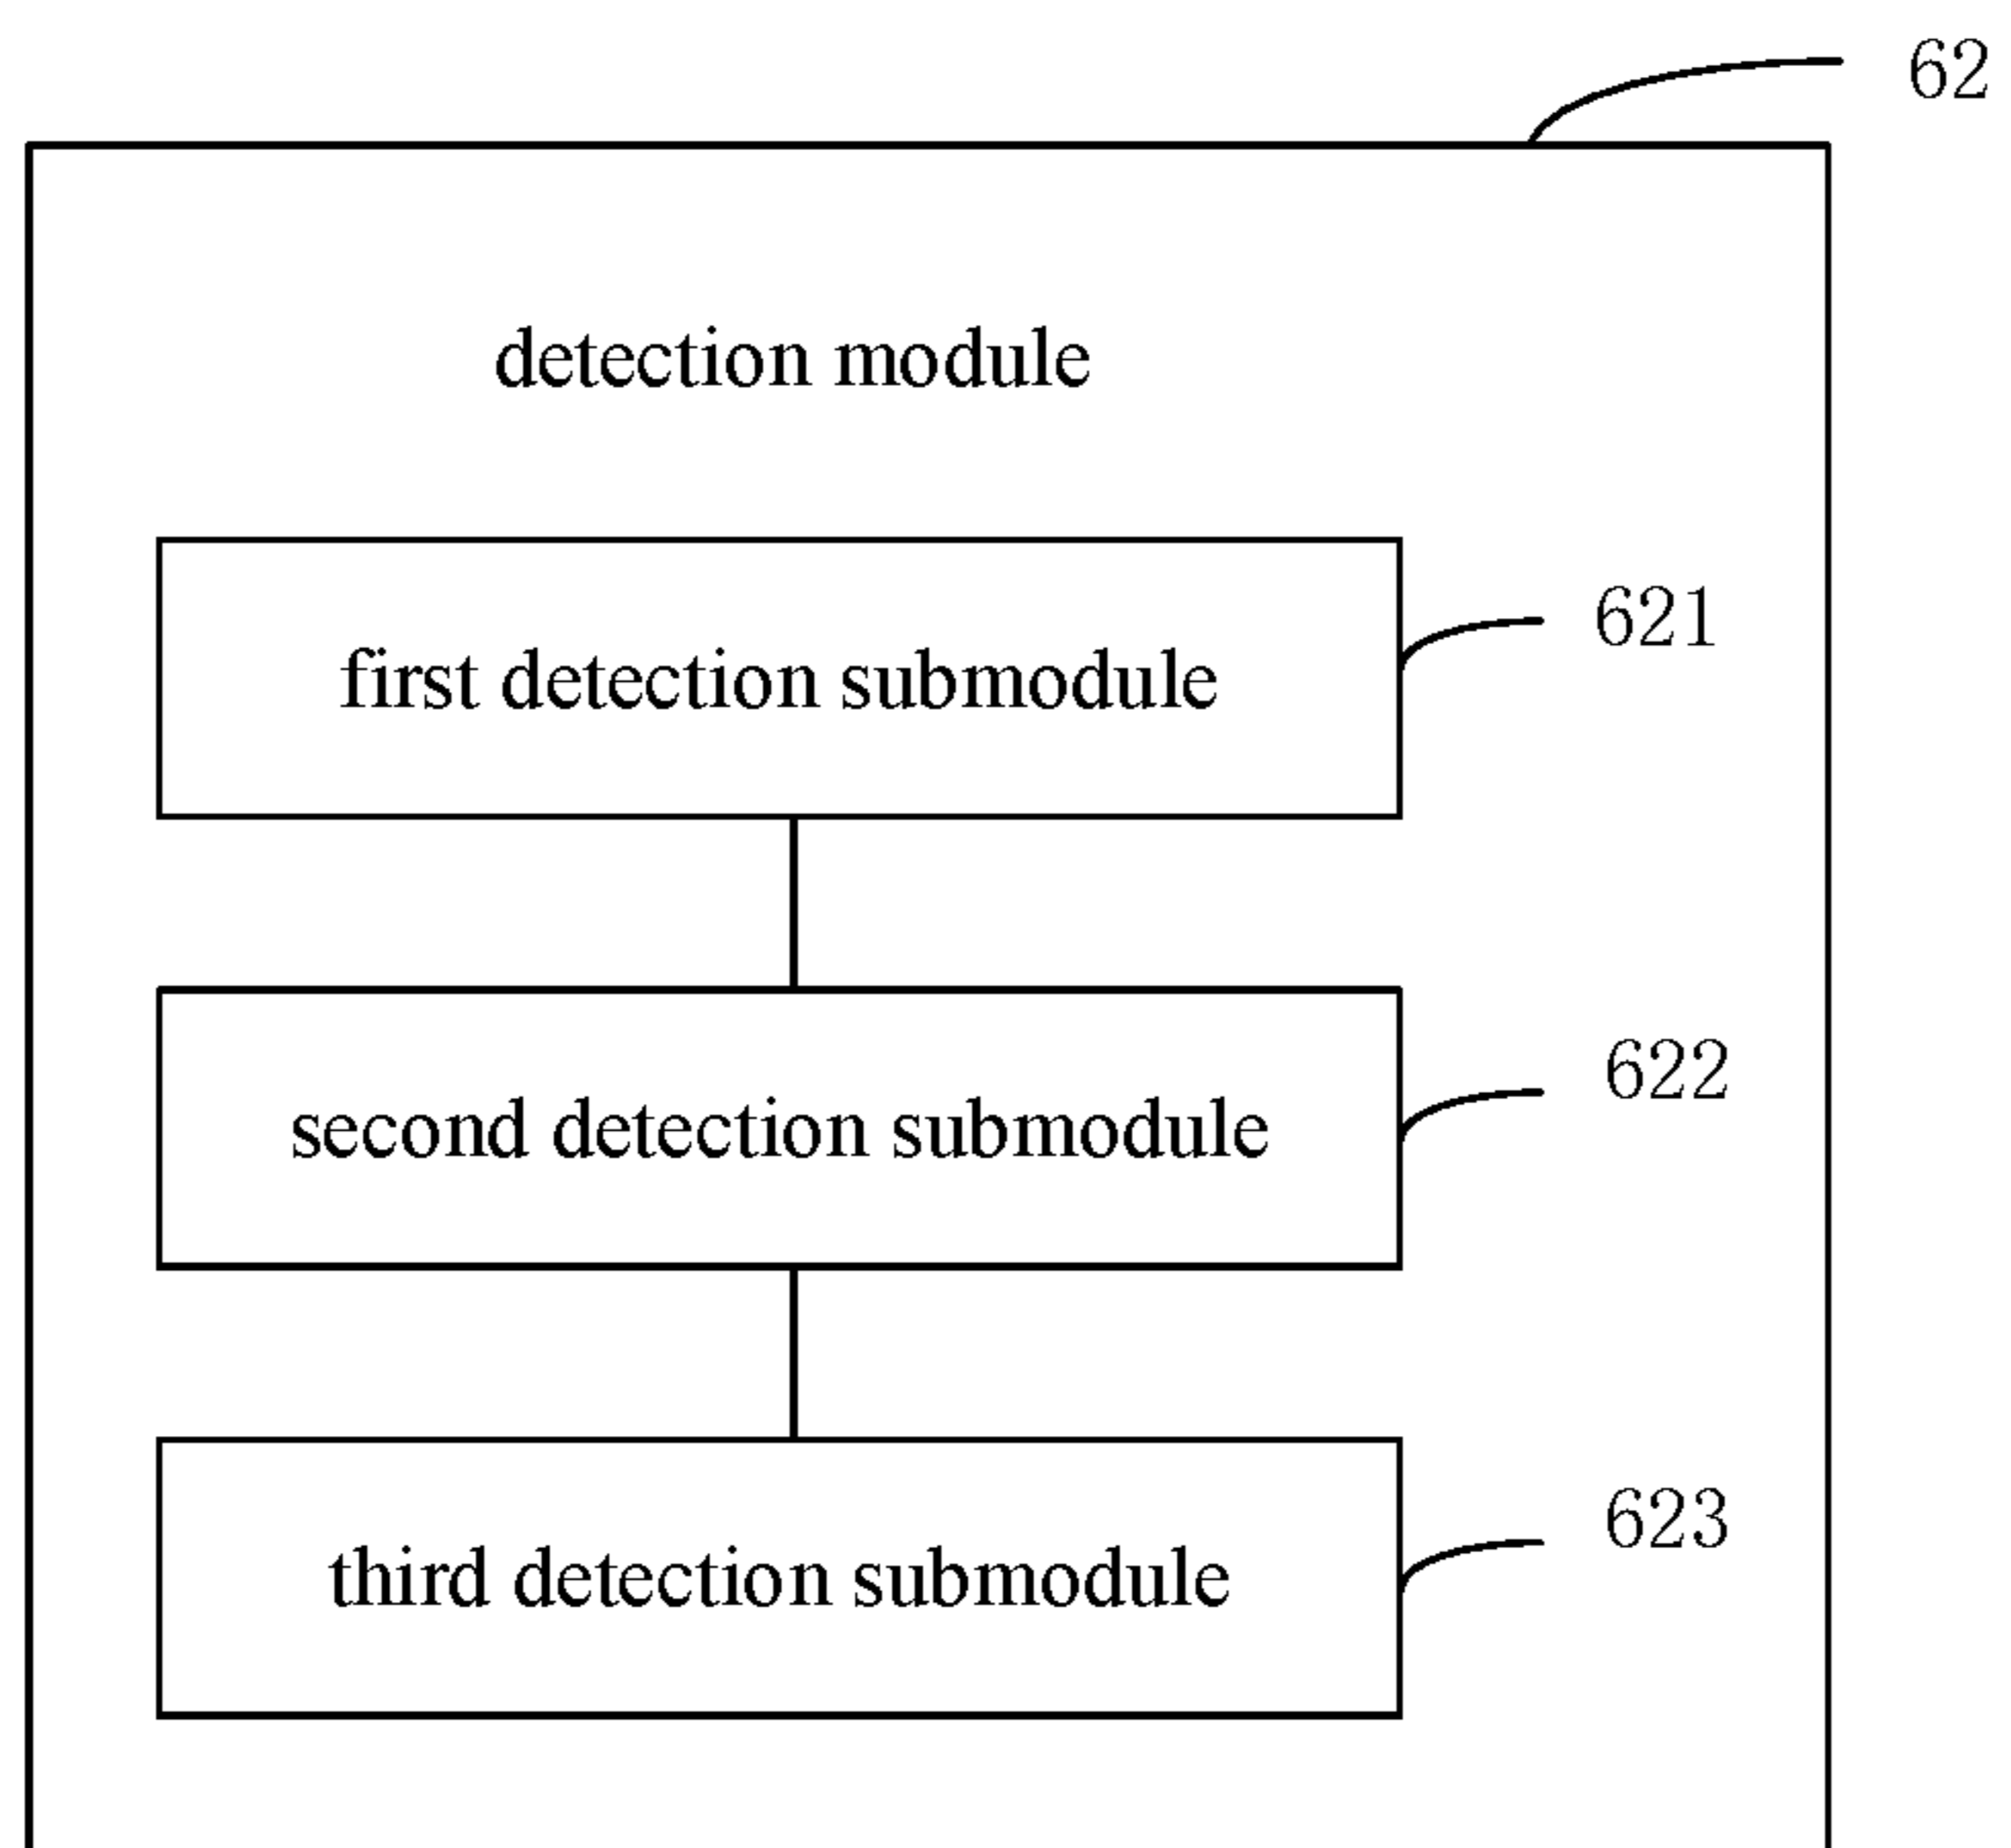 62
detection module
621
first detection submodule
622
second detection submodule
623
third detection submodule